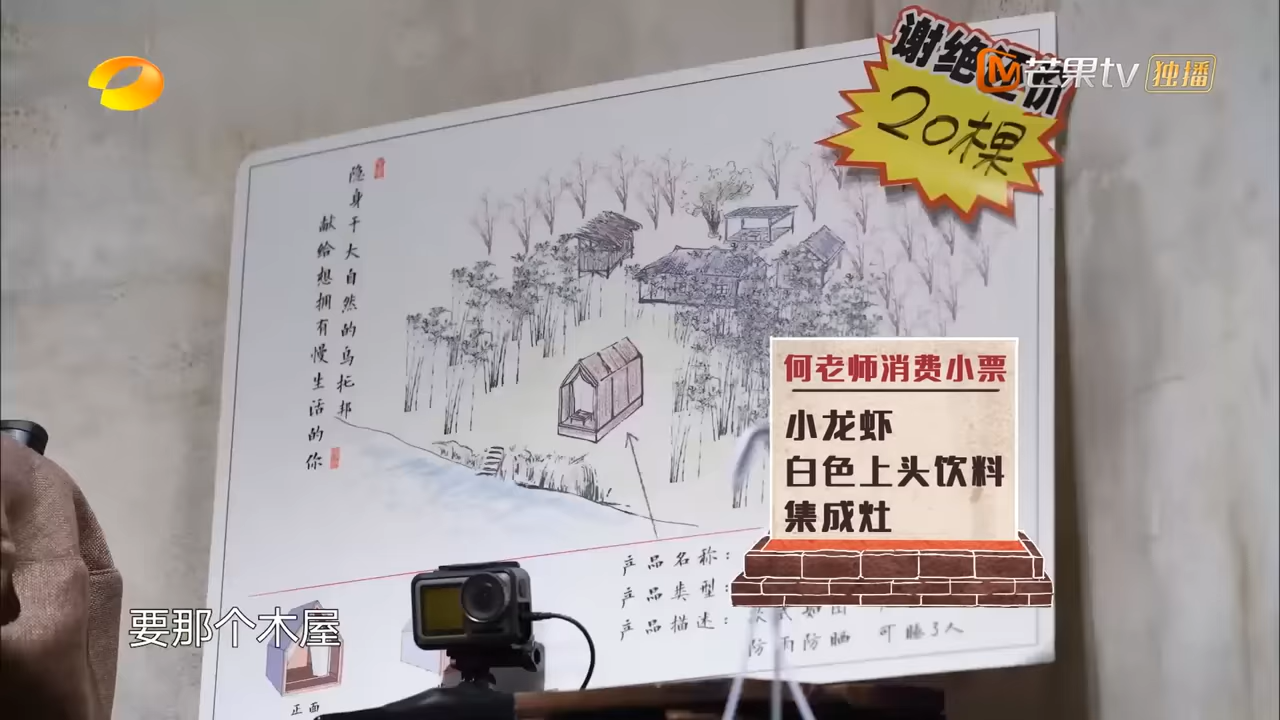 谢绝还价
20棵
芒果tv
独播
隐身于大自然的乌托邦
献给想拥有慢生活的你
何老师消费小票
小龙虾
白色上头饮料
集成灶
产品名称：
产品类型：
产品描述：
防雨防晒 可睡3人
要那个木屋
正面